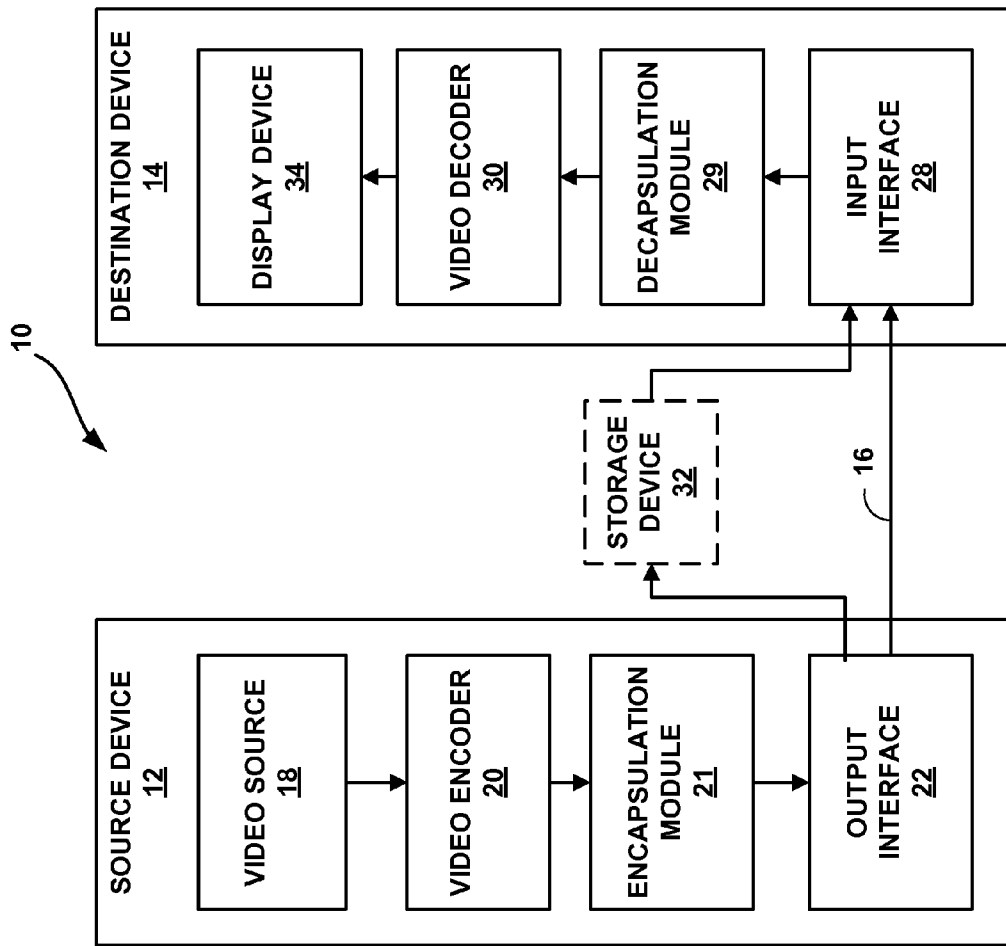 10
SOURCE DEVICE
12
VIDEO SOURCE
18
VIDEO ENCODER
20
ENCAPSULATION
MODULE
21
OUTPUT
INTERFACE
22
STORAGE
DEVICE
32
16
DESTINATION DEVICE
14
DISPLAY DEVICE
34
VIDEO DECODER
30
DECAPSULATION
MODULE
29
INPUT
INTERFACE
28